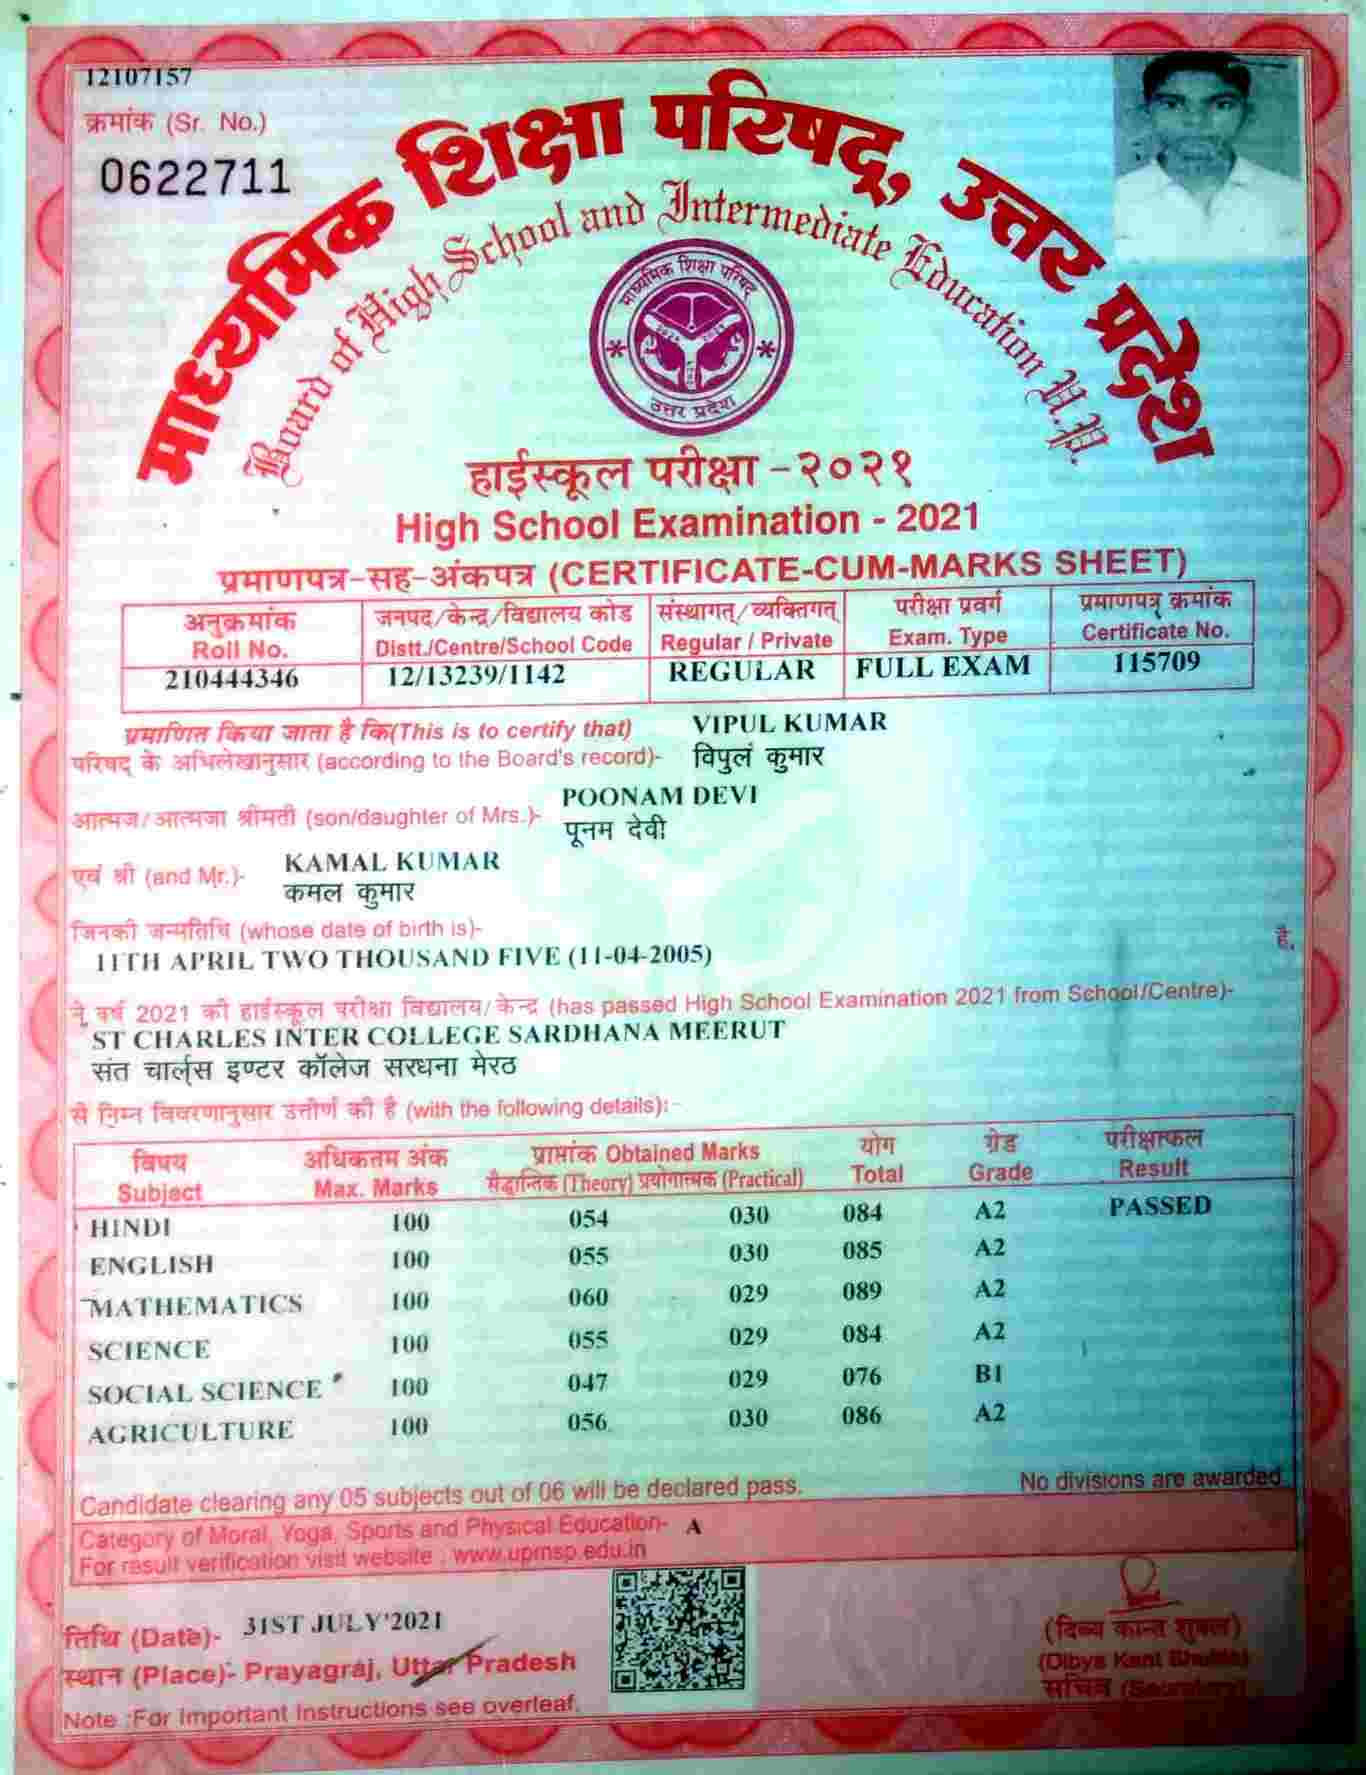 12107157
क्रमांक (Sr. No.)
0622711
माध्यमिक शिक्षा परिषद्, उत्तर प्रदेश
Board of High School and Intermediate Education U.P.
माध्यमिक शिक्षा परिषद्
उत्तर प्रदेश
हाईस्कूल परीक्षा - २०२१
High School Examination - 2021
प्रमाणपत्र-सह-अंकपत्र (CERTIFICATE-CUM-MARKS SHEET)
अनुक्रमांक जनपद/केन्द्र/विद्यालय कोड संस्थागत्/व्यक्तिगत् परीक्षा प्रवर्ग प्रमाणपत्र क्रमांक
Roll No. Distt./Centre/School Code Regular / Private Exam. Type Certificate No.
210444346 12/13239/1142 REGULAR FULL EXAM 115709
प्रमाणित किया जाता है कि(This is to certify that) VIPUL KUMAR
परिषद् के अभिलेखानुसार (according to the Board's record)- विपुल कुमार
POONAM DEVI
आत्मज/आत्मजा श्रीमती (son/daughter of Mrs.)- पूनम देवी
KAMAL KUMAR
एवं श्री (and Mr.)- कमल कुमार
जिनकी जन्मतिथि (whose date of birth is)-
11TH APRIL TWO THOUSAND FIVE (11-04-2005) है,
ने वर्ष 2021 की हाईस्कूल परीक्षा विद्यालय/केन्द्र (has passed High School Examination 2021 from School/Centre)-
ST CHARLES INTER COLLEGE SARDHANA MEERUT
संत चार्ल्स इण्टर कॉलेज सरधना मेरठ
से निम्न विवरणानुसार उत्तीर्ण की है (with the following details):-
विषय अधिकतम अंक प्राप्तांक Obtained Marks योग ग्रेड परीक्षाफल
Subject Max. Marks सैद्धान्तिक (Theory) प्रयोगात्मक (Practical) Total Grade Result
HINDI 100 054 030 084 A2 PASSED
ENGLISH 100 055 030 085 A2
MATHEMATICS 100 060 029 089 A2
SCIENCE 100 055 029 084 A2
SOCIAL SCIENCE 100 047 029 076 B1
AGRICULTURE 100 056 030 086 A2
Candidate clearing any 05 subjects out of 06 will be declared pass. No divisions are awarded
Category of Moral, Yoga, Sports and Physical Education- A
For result verification visit website : www.upmsp.edu.in
तिथि (Date)- 31ST JULY'2021
स्थान (Place)- Prayagraj, Uttar Pradesh
Note :For Important Instructions see overleaf.
(दिव्य कान्त शुक्ल)
(Dibya Kant Shukla)
सचिव (Secretary)